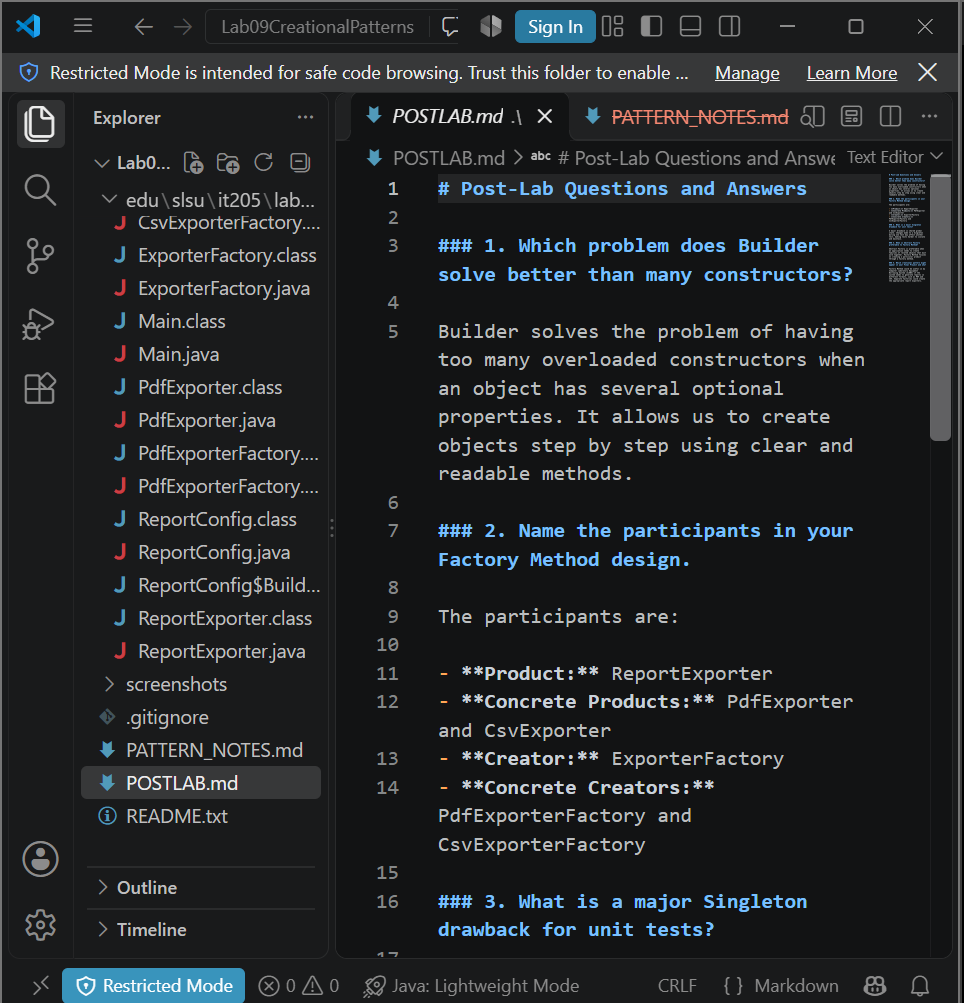 Lab09CreationalPatterns
Sign In
Restricted Mode is intended for safe code browsing. Trust this folder to enable ...
Manage
Learn More
Explorer
Lab0...
edu\slsu\it205\lab...
CsvExporterFactory....
ExporterFactory.class
ExporterFactory.java
Main.class
Main.java
PdfExporter.class
PdfExporter.java
PdfExporterFactory....
PdfExporterFactory....
ReportConfig.class
ReportConfig.java
ReportConfig$Build...
ReportExporter.class
ReportExporter.java
screenshots
.gitignore
PATTERN_NOTES.md
POSTLAB.md
README.txt
Outline
Timeline
POSTLAB.md .\
PATTERN_NOTES.md
POSTLAB.md > abc # Post-Lab Questions and Answe
Text Editor
1 # Post-Lab Questions and Answers
2
3 ### 1. Which problem does Builder
solve better than many constructors?
4
5 Builder solves the problem of having
too many overloaded constructors when
an object has several optional
properties. It allows us to create
objects step by step using clear and
readable methods.
6
7 ### 2. Name the participants in your
Factory Method design.
8
9 The participants are:
10
11 - **Product:** ReportExporter
12 - **Concrete Products:** PdfExporter
and CsvExporter
13 - **Creator:** ExporterFactory
14 - **Concrete Creators:**
PdfExporterFactory and
CsvExporterFactory
15
16 ### 3. What is a major Singleton
drawback for unit tests?
17
Restricted Mode
0
0
Java: Lightweight Mode
CRLF
{ } Markdown